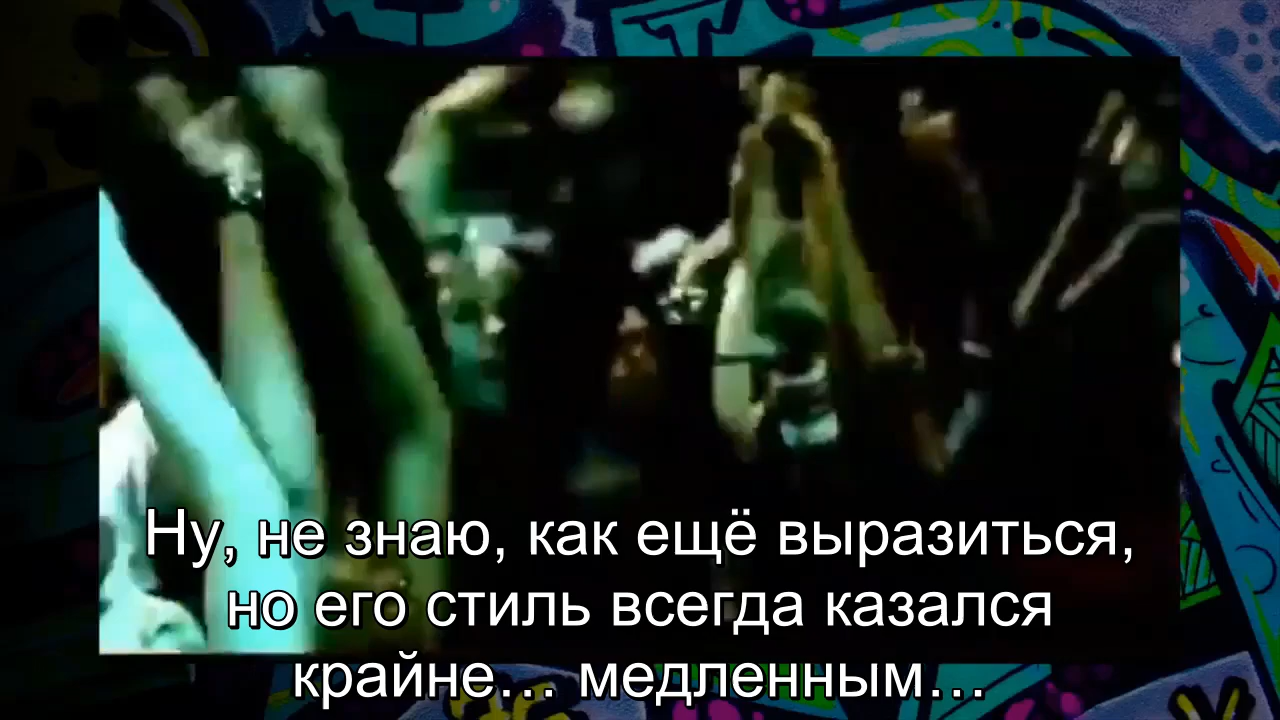 Ну, не знаю, как ещё выразиться,
но его стиль всегда казался
крайне… медленным…